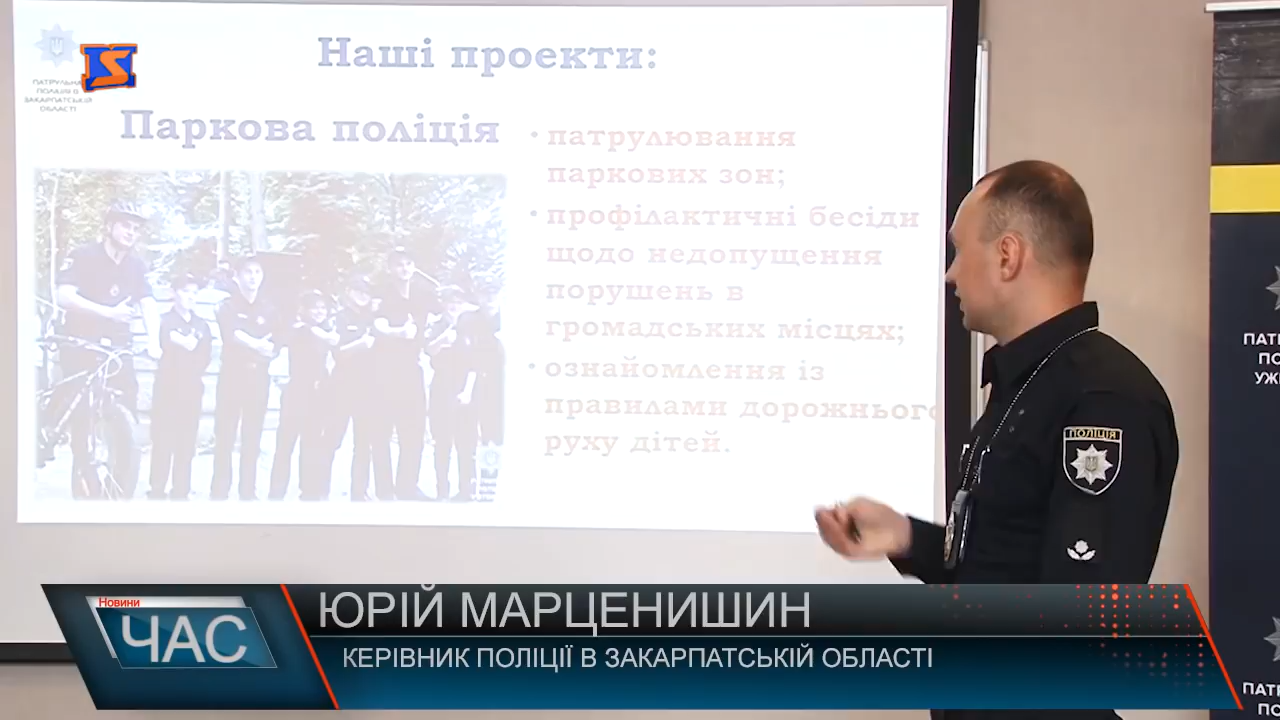 ПАТРУЛЬНА
ПОЛІЦІЯ В
ЗАКАРПАТСЬКІЙ
ОБЛАСТІ
Наші проекти:
Паркова поліція
• патрулювання
паркових зон;
• профілактичні бесіди
щодо недопущення
порушень в
громадських місцях;
• ознайомлення із
правилами дорожнього
руху дітей.
ПОЛІЦІЯ
Новини
ЧАС
ЮРІЙ МАРЦЕНИШИН
КЕРІВНИК ПОЛІЦІЇ В ЗАКАРПАТСЬКІЙ ОБЛАСТІ